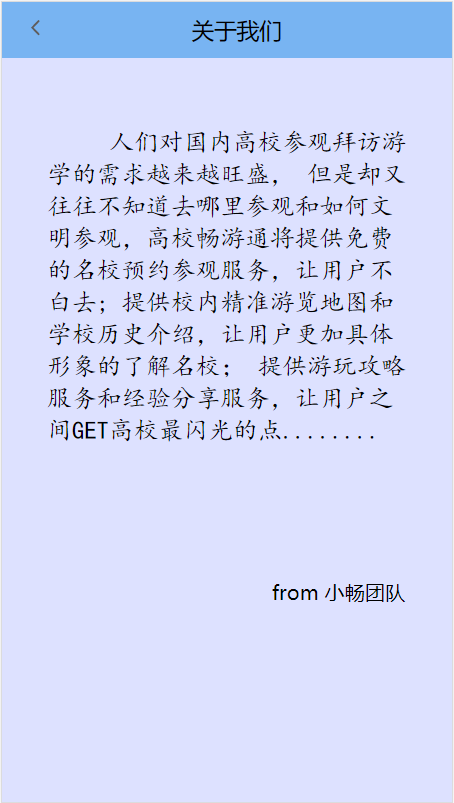 关于我们
人们对国内高校参观拜访游
学的需求越来越旺盛， 但是却又
往往不知道去哪里参观和如何文
明参观，高校畅游通将提供免费
的名校预约参观服务，让用户不
白去；提供校内精准游览地图和
学校历史介绍，让用户更加具体
形象的了解名校； 提供游玩攻略
服务和经验分享服务，让用户之
间GET高校最闪光的点........
from 小畅团队